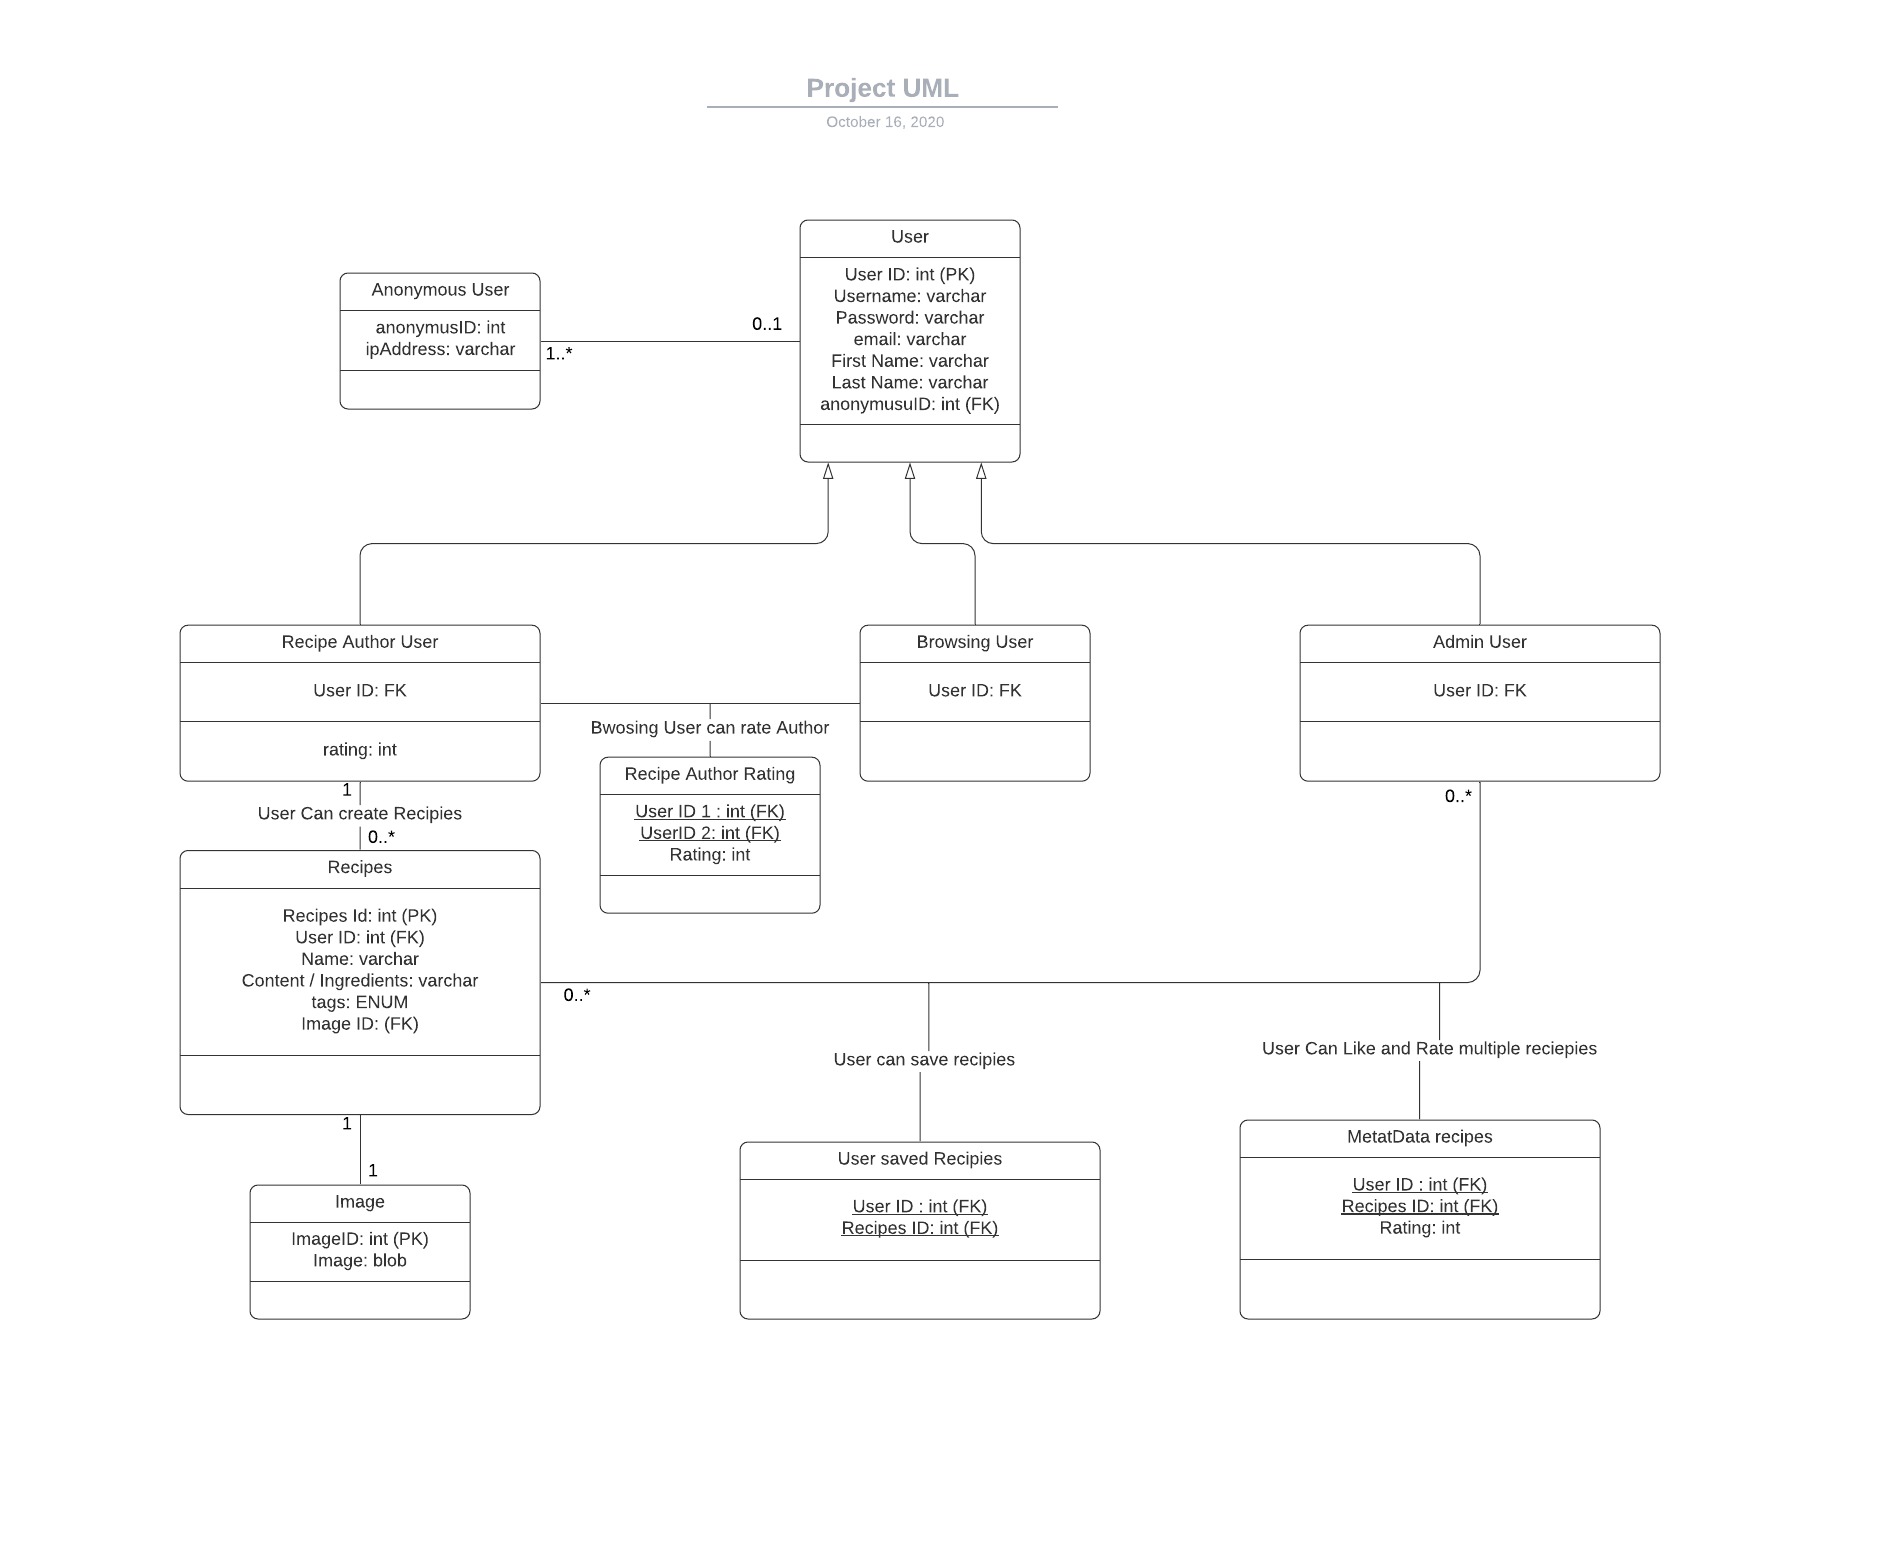 Project UML
October 16, 2020
User
User ID: int (PK)
Username: varchar
Password: varchar
email: varchar
First Name: varchar
Last Name: varchar
anonymusuID: int (FK)
Anonymous User
anonymusID: int
ipAddress: varchar
0..1
1..*
Recipe Author User
User ID: FK
rating: int
Browsing User
User ID: FK
Admin User
User ID: FK
Bwosing User can rate Author
Recipe Author Rating
User ID 1 : int (FK)
UserID 2: int (FK)
Rating: int
1
User Can create Recipies
0..*
0..*
Recipes
Recipes Id: int (PK)
User ID: int (FK)
Name: varchar
Content / Ingredients: varchar
tags: ENUM
Image ID: (FK)
0..*
User can save recipies
User Can Like and Rate multiple reciepies
1
1
Image
ImageID: int (PK)
Image: blob
User saved Recipies
User ID : int (FK)
Recipes ID: int (FK)
MetatData recipes
User ID : int (FK)
Recipes ID: int (FK)
Rating: int